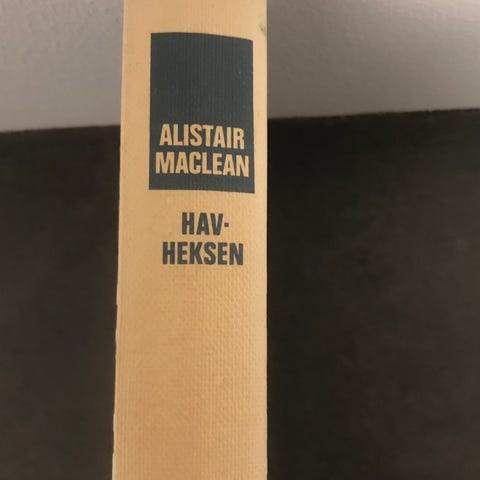 ALISTAIR
MACLEAN
HAV-
HEKSEN